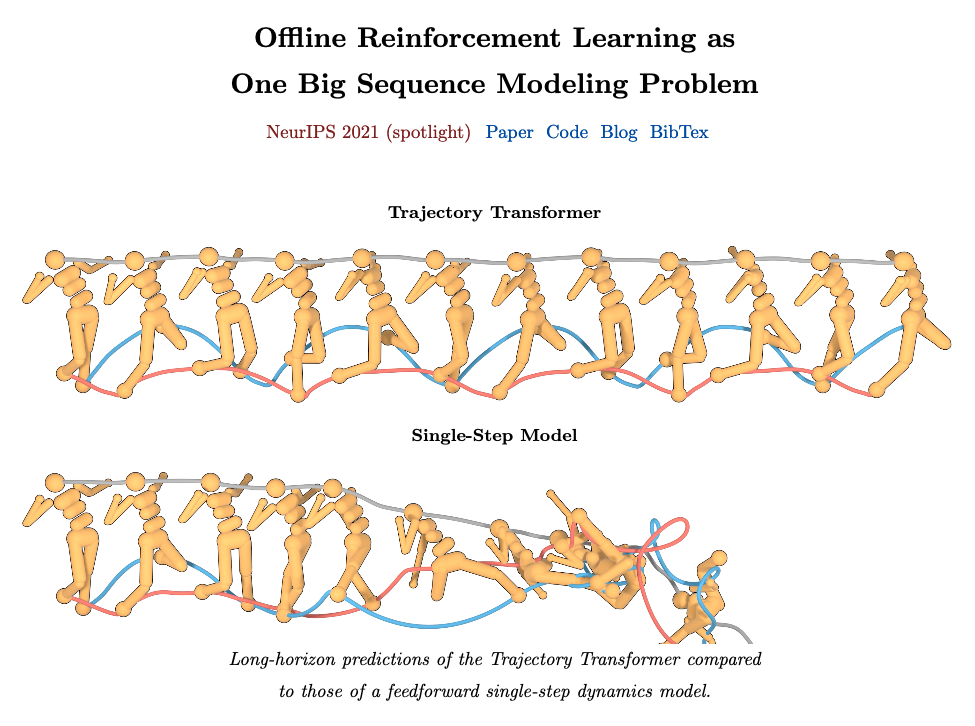 Offline Reinforcement Learning as
One Big Sequence Modeling Problem
NeurIPS 2021 (spotlight) Paper Code Blog BibTex
Trajectory Transformer
Single-Step Model
Long-horizon predictions of the Trajectory Transformer compared
to those of a feedforward single-step dynamics model.